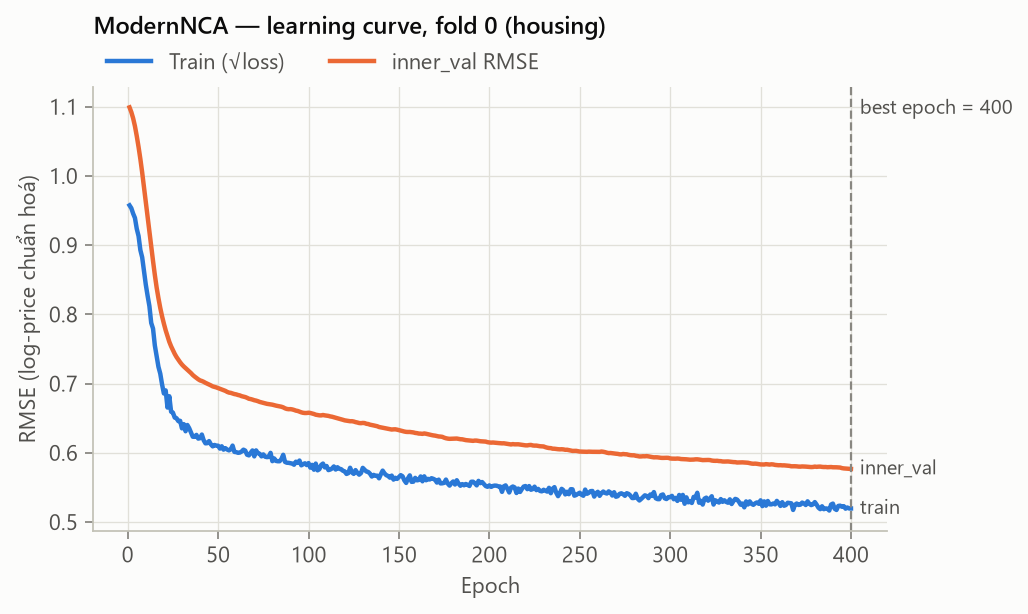 ModernNCA — learning curve, fold 0 (housing)
Train (√loss)
inner_val RMSE
1.1
1.0
0.9
0.8
0.7
0.6
0.5
RMSE (log-price chuẩn hoá)
best epoch = 400
inner_val
train
0 50 100 150 200 250 300 350 400
Epoch